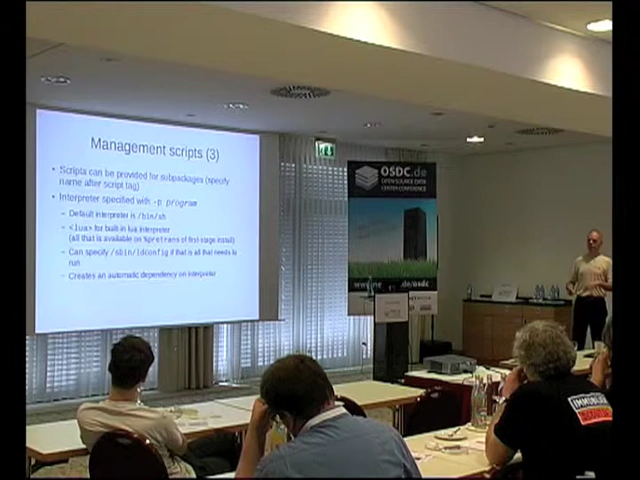 Management scripts (3)
• Scripts can be provided for subpackages (specify
name after script tag)
• Interpreter specified with -p program
– Default interpreter is /bin/sh
– <lua> for built in lua interpreter
(all that is available on %pretrans of first-stage install)
– Can specify /sbin/ldconfig if that is all that needs to
run
– Creates an automatic dependency on interpreter
OSDC.de
OPEN SOURCE DATA
CENTER CONFERENCE
.de/osdc